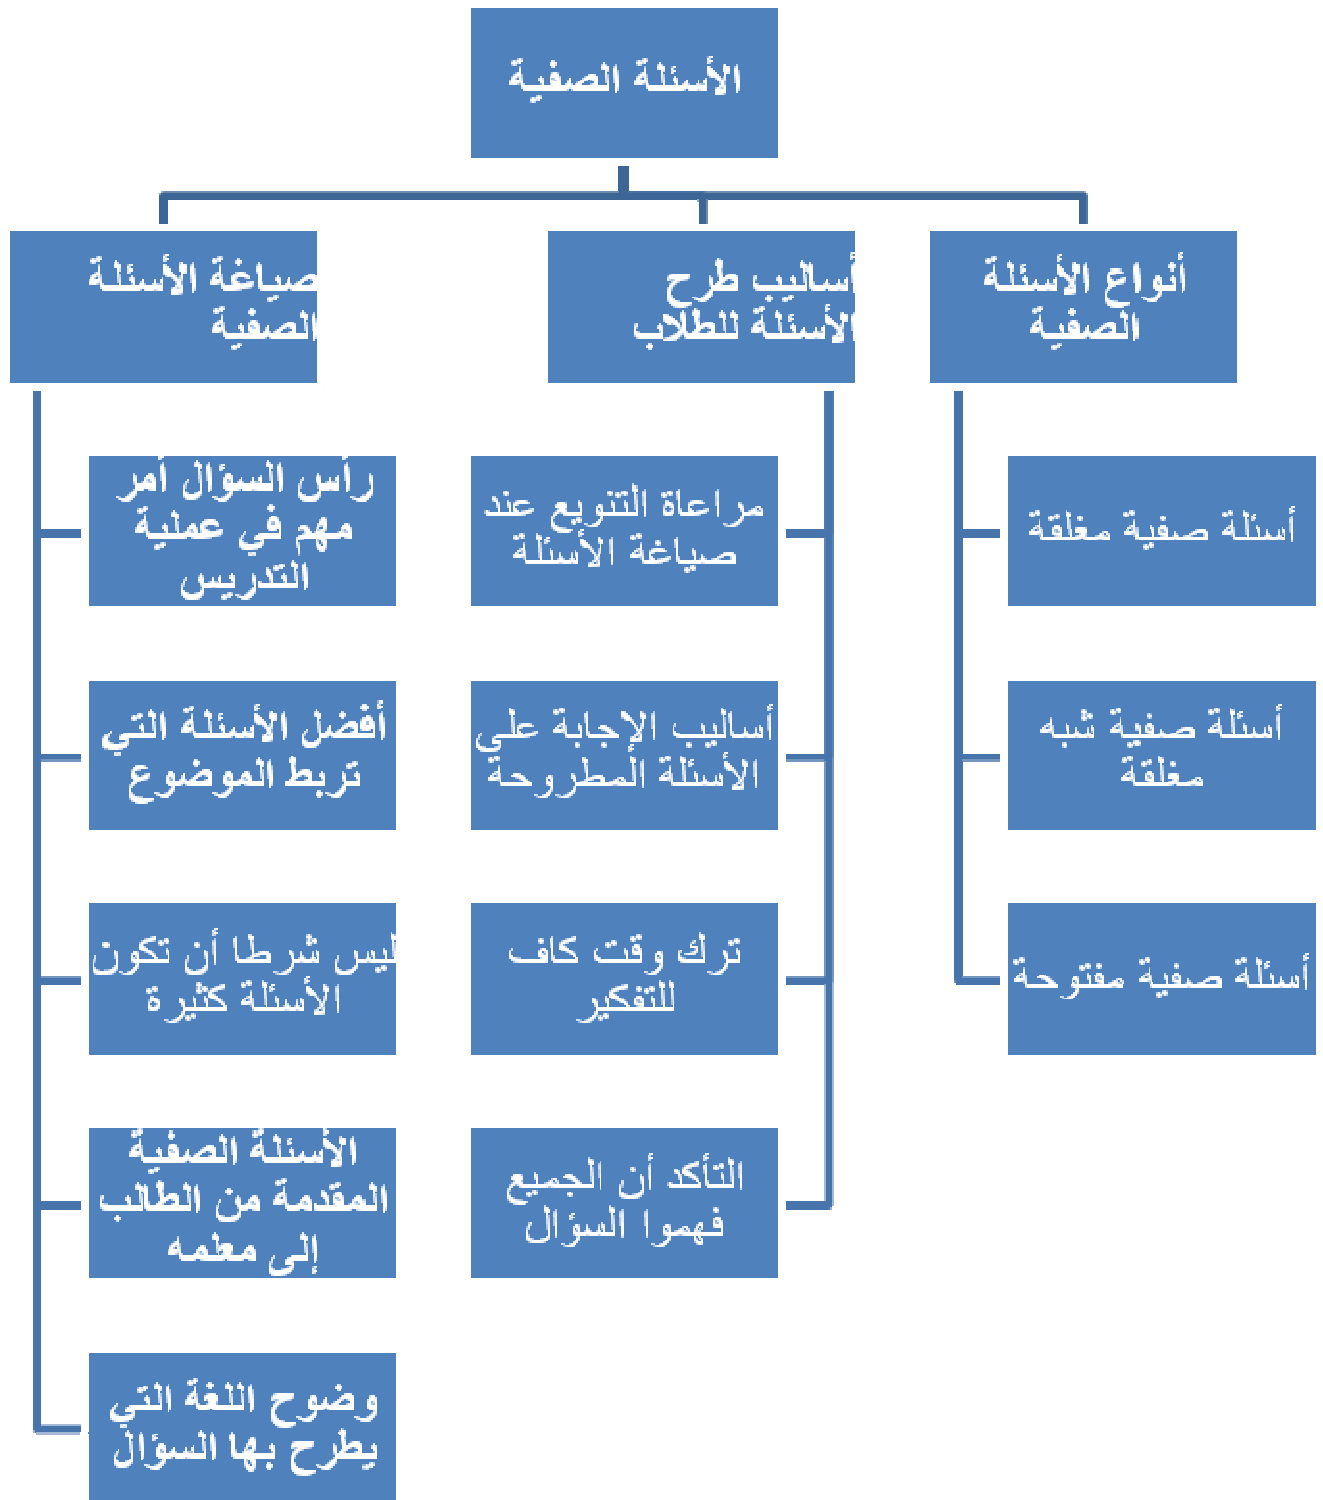 الأسئلة الصفية
أنواع الأسئلة
الصفية
أسئلة صفية مغلقة
أسئلة صفية شبه
مغلقة
أسئلة صفية مفتوحة
أساليب طرح
الأسئلة للطلاب
مراعاة التنويع عند
صياغة الأسئلة
أساليب الإجابة على
الأسئلة المطروحة
ترك وقت كاف
للتفكير
التأكد أن الجميع
فهموا السؤال
صياغة الأسئلة
الصفية
رأس السؤال أمر
مهم في عملية
التدريس
أفضل الأسئلة التي
تربط الموضوع
ليس شرطا أن تكون
الأسئلة كثيرة
الأسئلة الصفية
المقدمة من الطالب
إلى معلمه
وضوح اللغة التي
يطرح بها السؤال